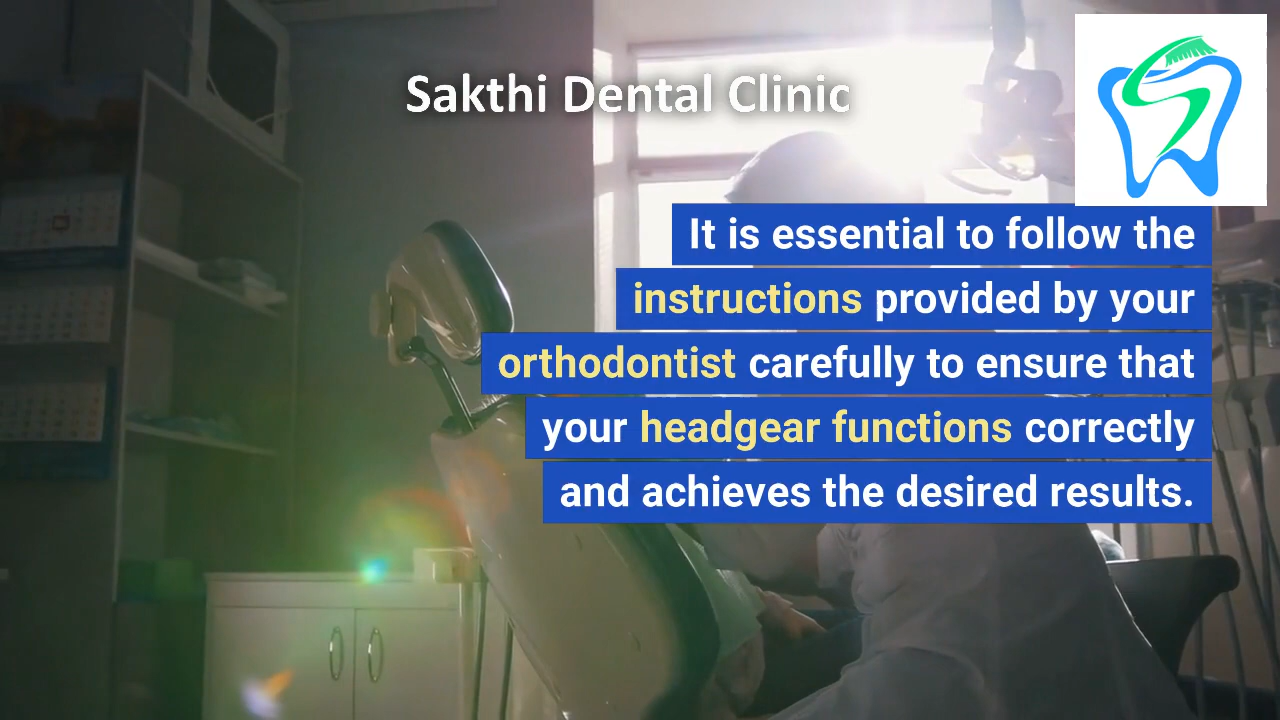 Sakthi Dental Clinic
It is essential to follow the
instructions provided by your
orthodontist carefully to ensure that
your headgear functions correctly
and achieves the desired results.